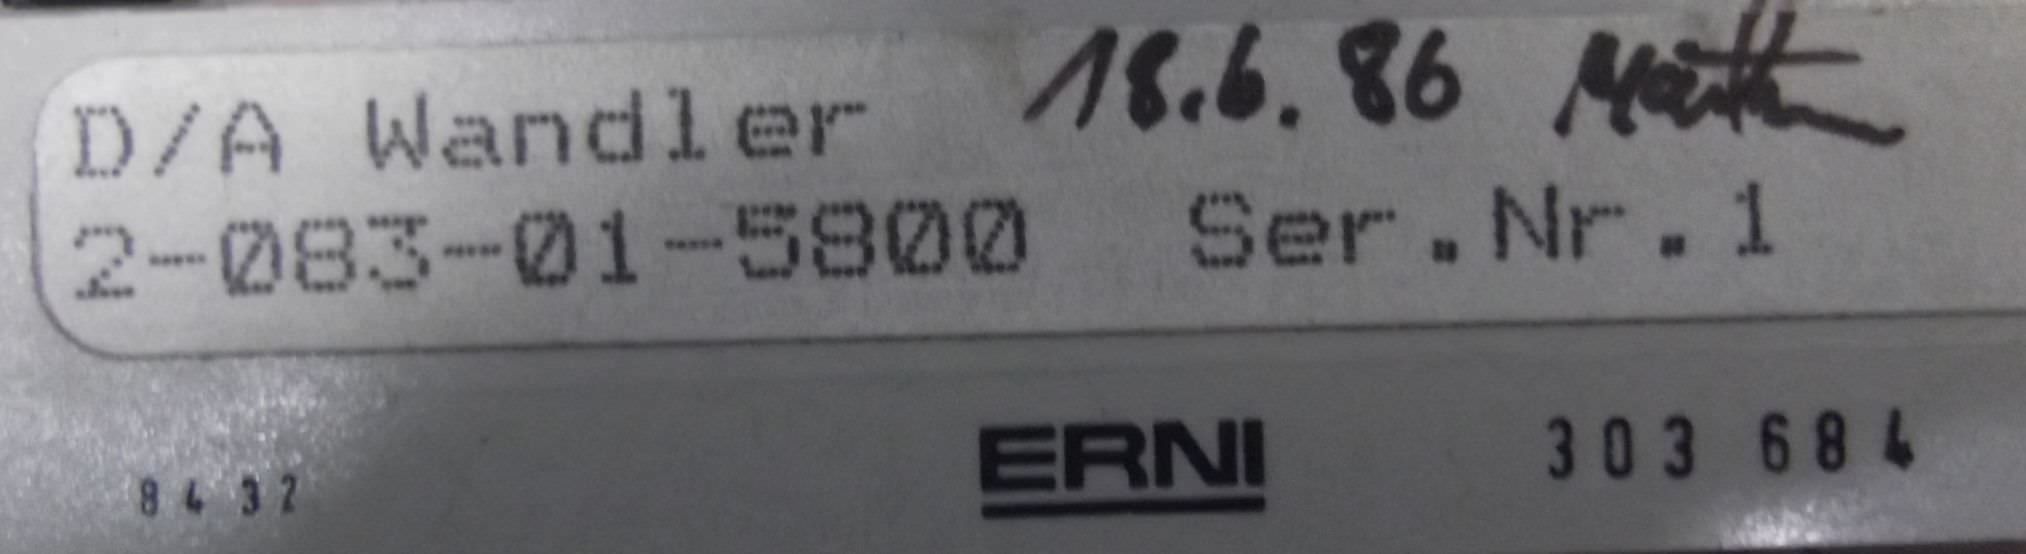 D/A Wandler 18.6.86
2-083-01-5800 Ser.Nr.1
8432 ERNI 303 684